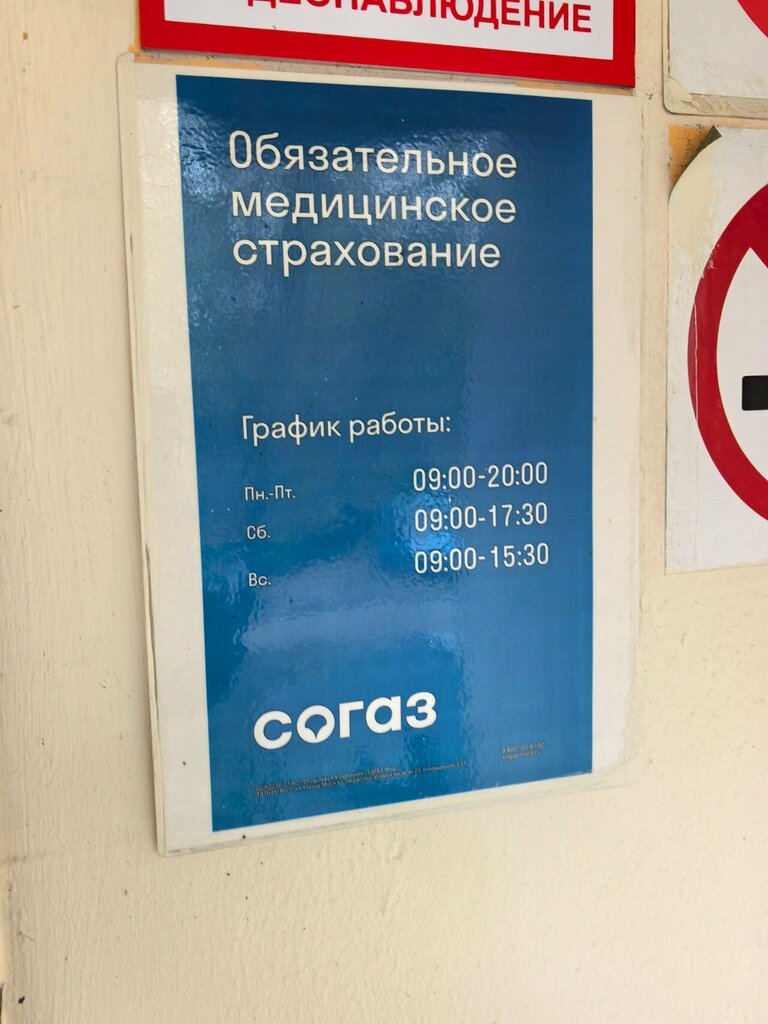 ДЕОНАБЛЮДЕНИЕ
Обязательное
медицинское
страхование
График работы:
Пн.-Пт. 09:00-20:00
Сб. 09:00-17:30
Вс. 09:00-15:30
согаз